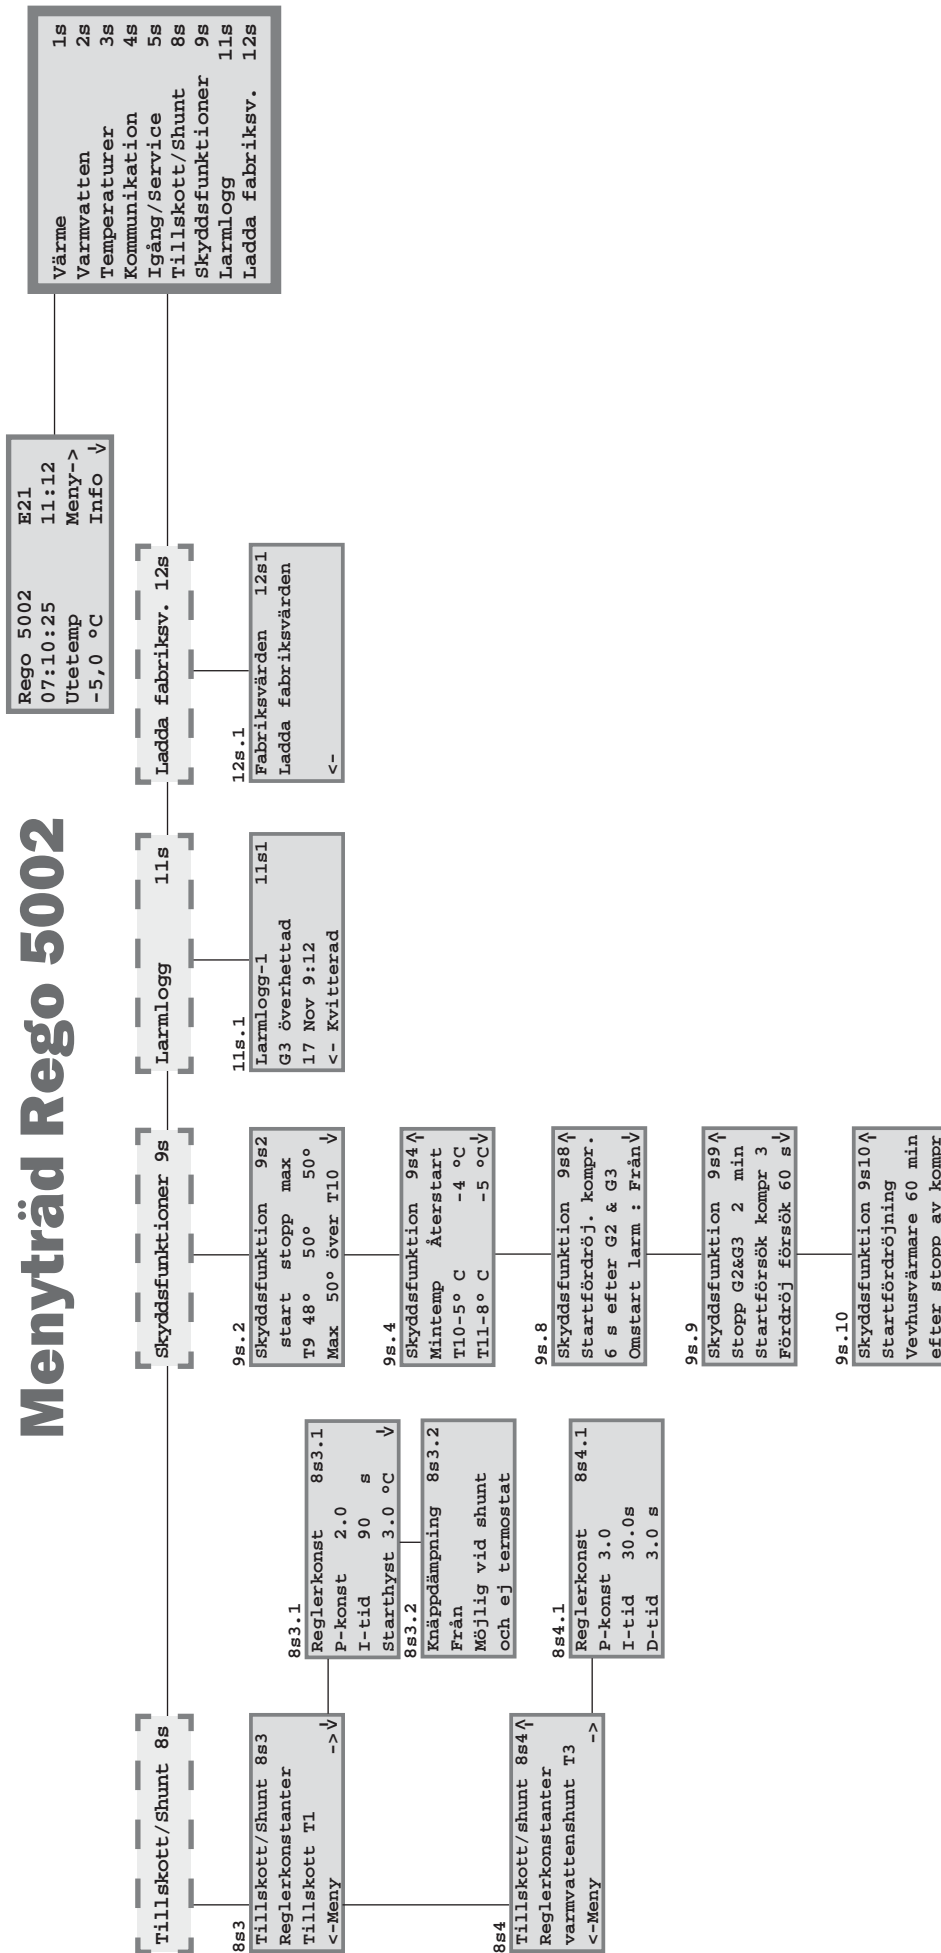 Menyträd Rego 5002
Rego 5002 E21
07:10:25 11:12
Utetemp Meny->
-5,0 °C Info
Värme 1s
Varmvatten 2s
Temperaturer 3s
Kommunikation 4s
Igång/Service 5s
Tillskott/Shunt 8s
Skyddsfunktioner 9s
Larmlogg 11s
Ladda fabriksv. 12s
Tillskott/Shunt 8s
8s3
Tillskott/Shunt 8s3
Reglerkonstanter
Tillskott T1
<-Meny ->
8s3.1
Reglerkonst 8s3.1
P-konst 2.0
I-tid 90 s
Starthyst 3.0 °C
8s3.2
Knäppdämpning 8s3.2
Från
Möjlig vid shunt
och ej termostat
8s4
Tillskott/shunt 8s4
Reglerkonstanter
varmvattenshunt T3
<-Meny ->
8s4.1
Reglerkonst 8s4.1
P-konst 3.0
I-tid 30.0s
D-tid 3.0 s
Skyddsfunktioner 9s
9s.2
Skyddsfunktion 9s2
start stopp max
T9 48° 50° 50°
Max 50° över T10
9s.4
Skyddsfunktion 9s4
Mintemp Återstart
T10-5° C -4 °C
T11-8° C -5 °C
9s.8
Skyddsfunktion 9s8
Startfördröj. kompr.
6 s efter G2 & G3
Omstart larm : Från
9s.9
Skyddsfunktion 9s9
Stopp G2&G3 2 min
Startförsök kompr 3
Fördröj försök 60 s
9s.10
Skyddsfunktion 9s10
Startfördröjning
Vevhusvärmare 60 min
efter stopp av kompr
Larmlogg 11s
11s.1
Larmlogg-1 11s1
G3 överhettad
17 Nov 9:12
<- Kvitterad
Ladda fabriksv. 12s
12s.1
Fabriksvärden 12s1
Ladda fabriksvärden
<-